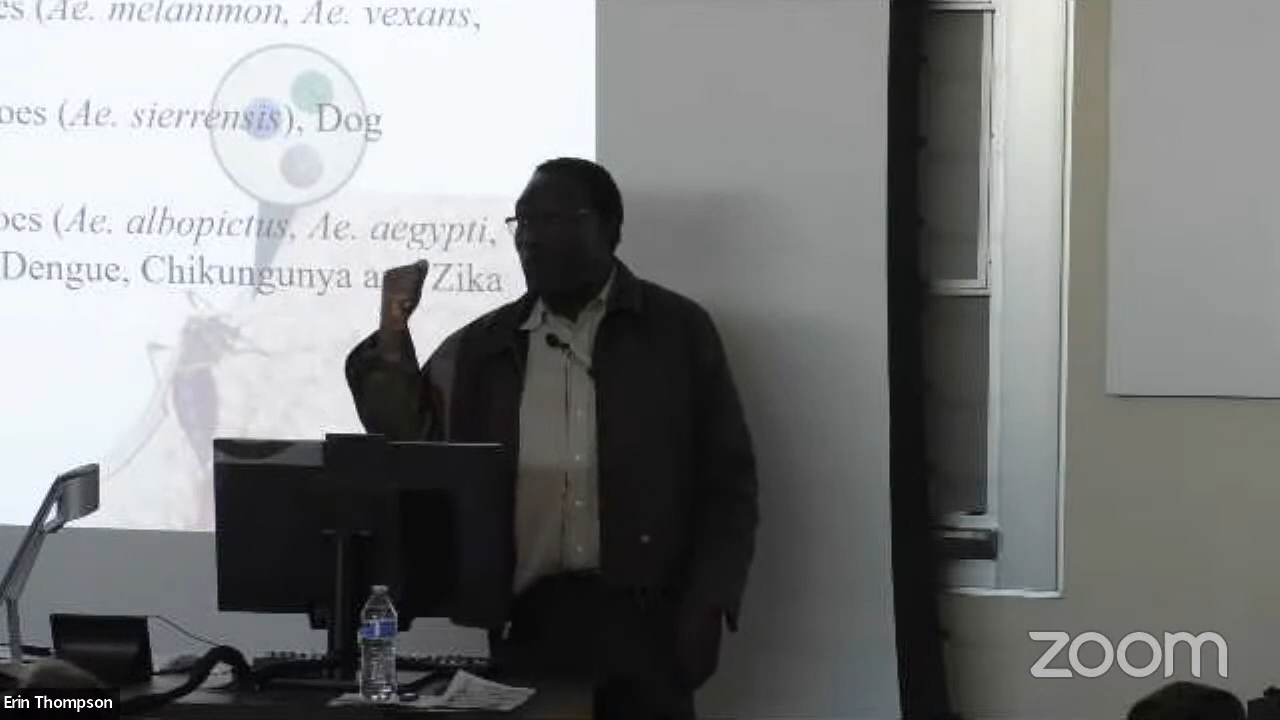 es (Ae. melanimon, Ae. vexans,
oes (Ae. sierrensis), Dog
oes (Ae. albopictus, Ae. aegypti,
Dengue, Chikungunya a Zika
zoom
Erin Thompson